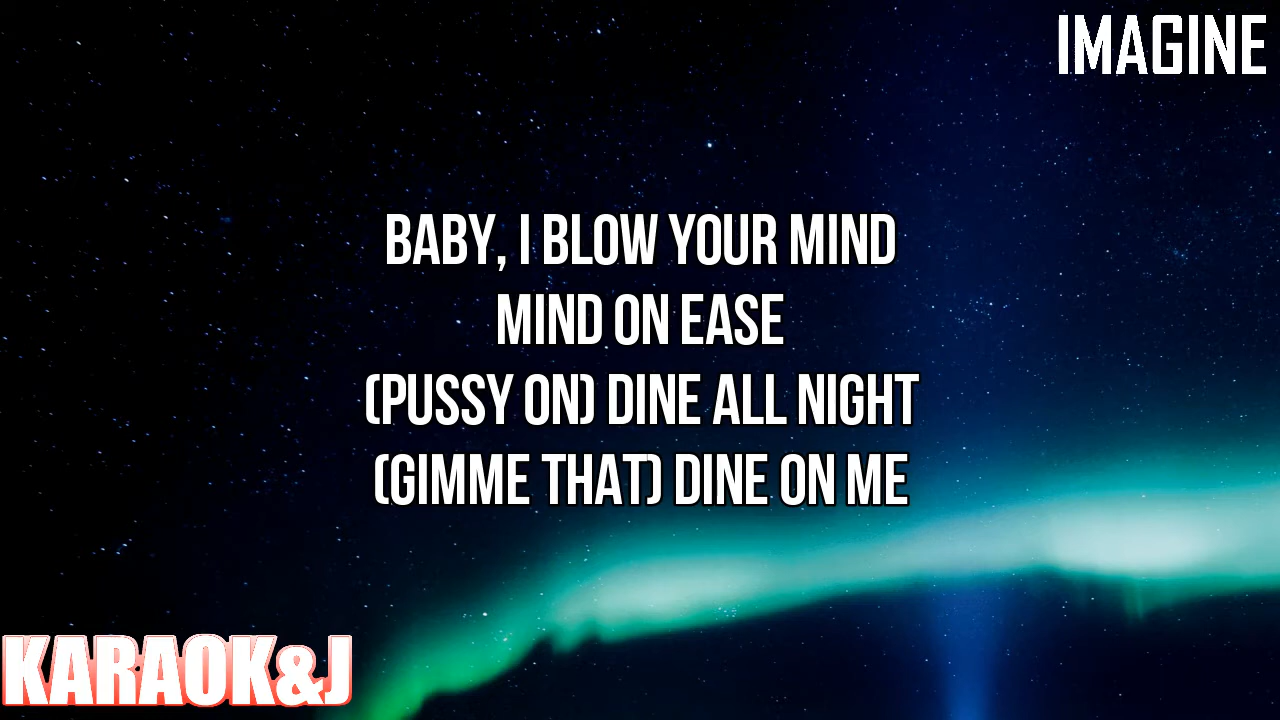 IMAGINE
BABY, I BLOW YOUR MIND
MIND ON EASE
(PUSSY ON) DINE ALL NIGHT
(GIMME THAT) DINE ON ME
KARAOK&J